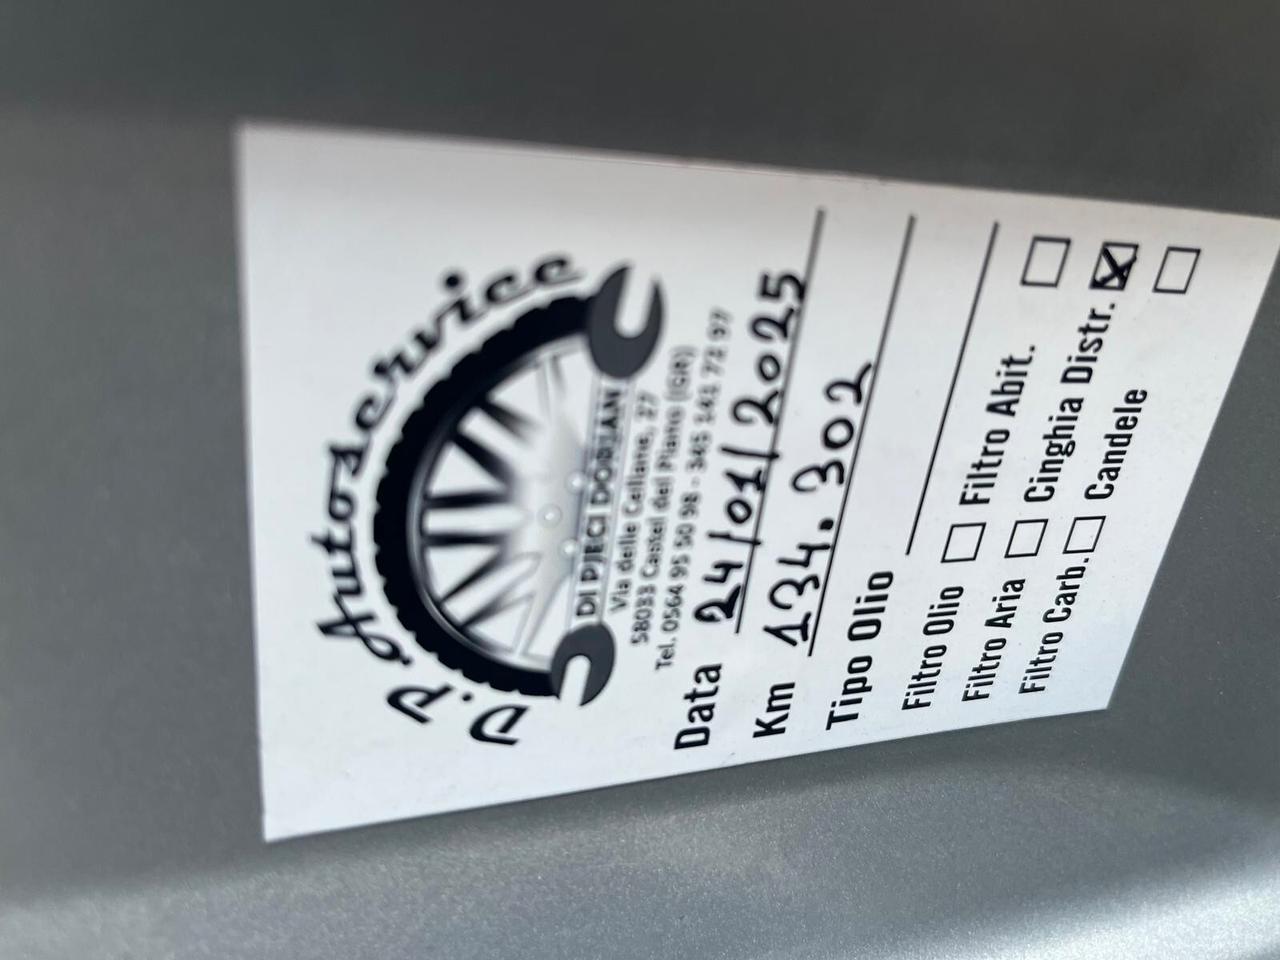 D.P. Autoservice
DI PJECI DORJAN
Via delle Cellane, 27
58033 Castel del Piano (GR)
Tel. 0564 95 50 98 - 345 141 72 97
Data 24/01/2025
Km 134.302
Tipo Olio
Filtro Olio ☐ Filtro Abit. ☐
Filtro Aria ☐ Cinghia Distr. ☒
Filtro Carb. ☐ Candele ☐